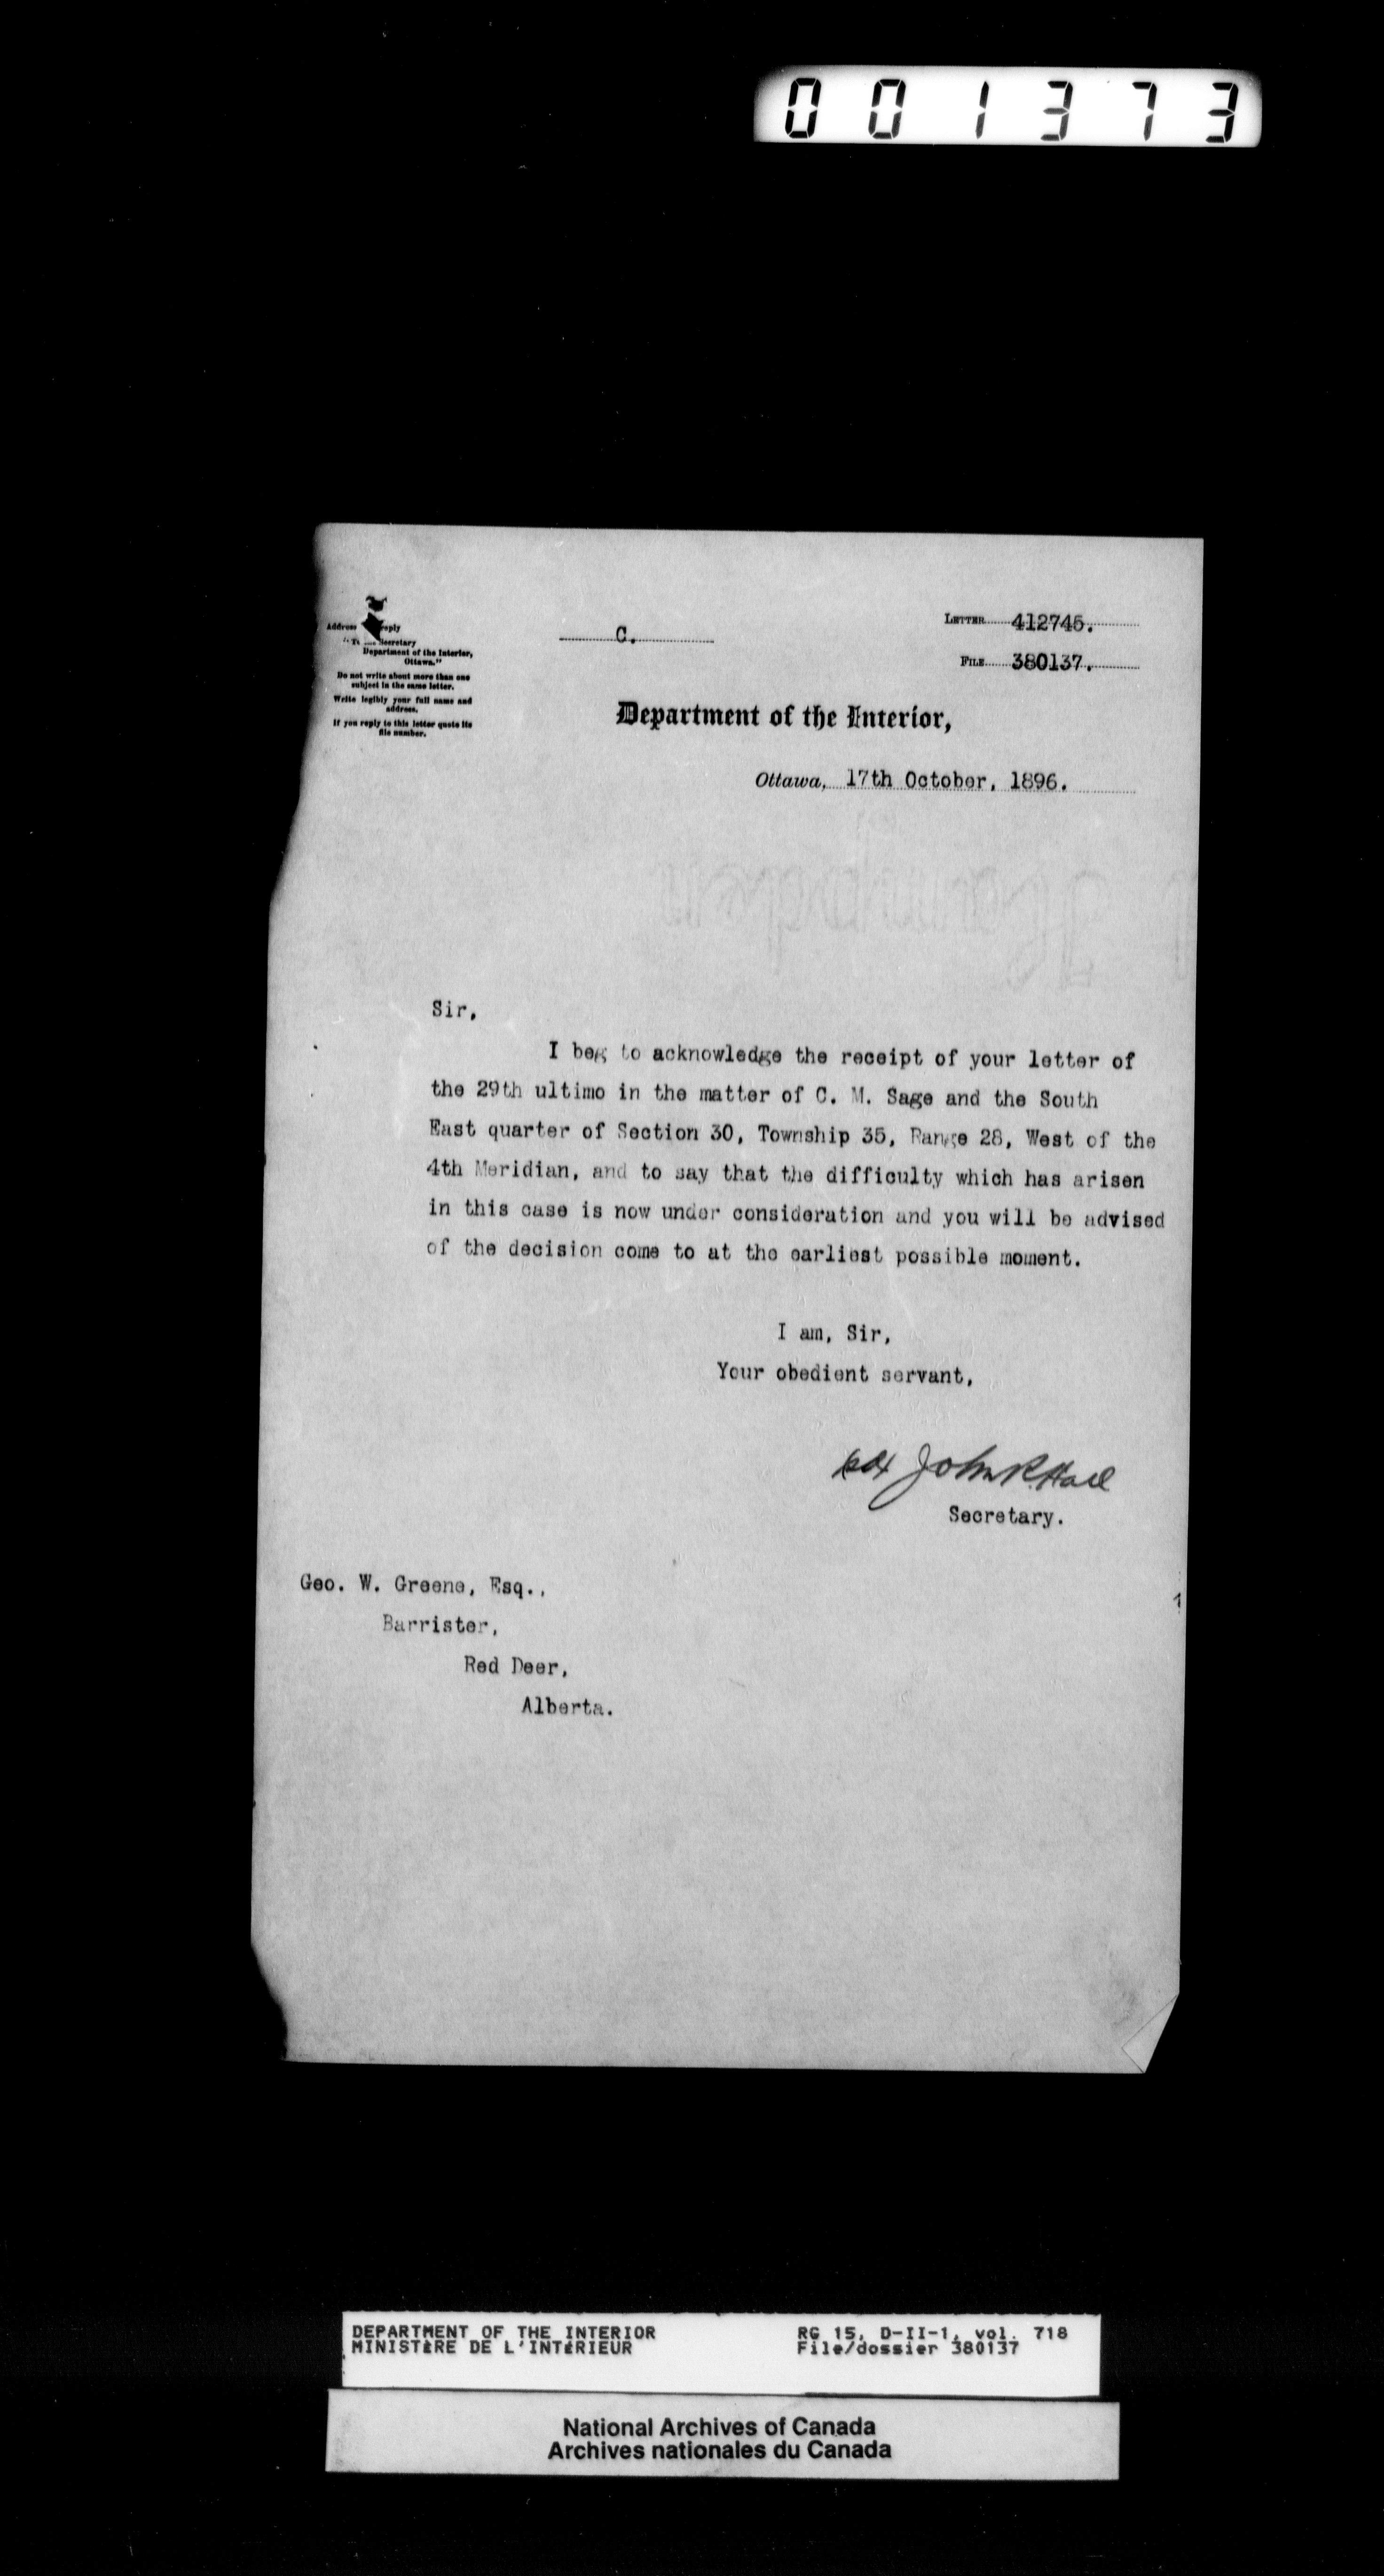 001373
Address reply
"T Secretary
Department of the Interior,
Ottawa."
Do not write about more than one
subject in the same letter.
Write legibly your full name and
address.
If you reply to this letter quote its
file number.
C.
LETTER 412745.
FILE 380137.
Department of the Interior,
Ottawa, 17th October, 1896.
Sir,
I beg to acknowledge the receipt of your letter of
the 29th ultimo in the matter of C. M. Sage and the South
East quarter of Section 30, Township 35, Range 28, West of the
4th Meridian, and to say that the difficulty which has arisen
in this case is now under consideration and you will be advised
of the decision come to at the earliest possible moment.
I am, Sir,
Your obedient servant,
John R. Hall
Secretary.
Geo. W. Greene, Esq.,
Barrister,
Red Deer,
Alberta.
DEPARTMENT OF THE INTERIOR
MINISTÈRE DE L'INTÉRIEUR
RG 15, D-II-1, vol. 718
File/dossier 380137
National Archives of Canada
Archives nationales du Canada